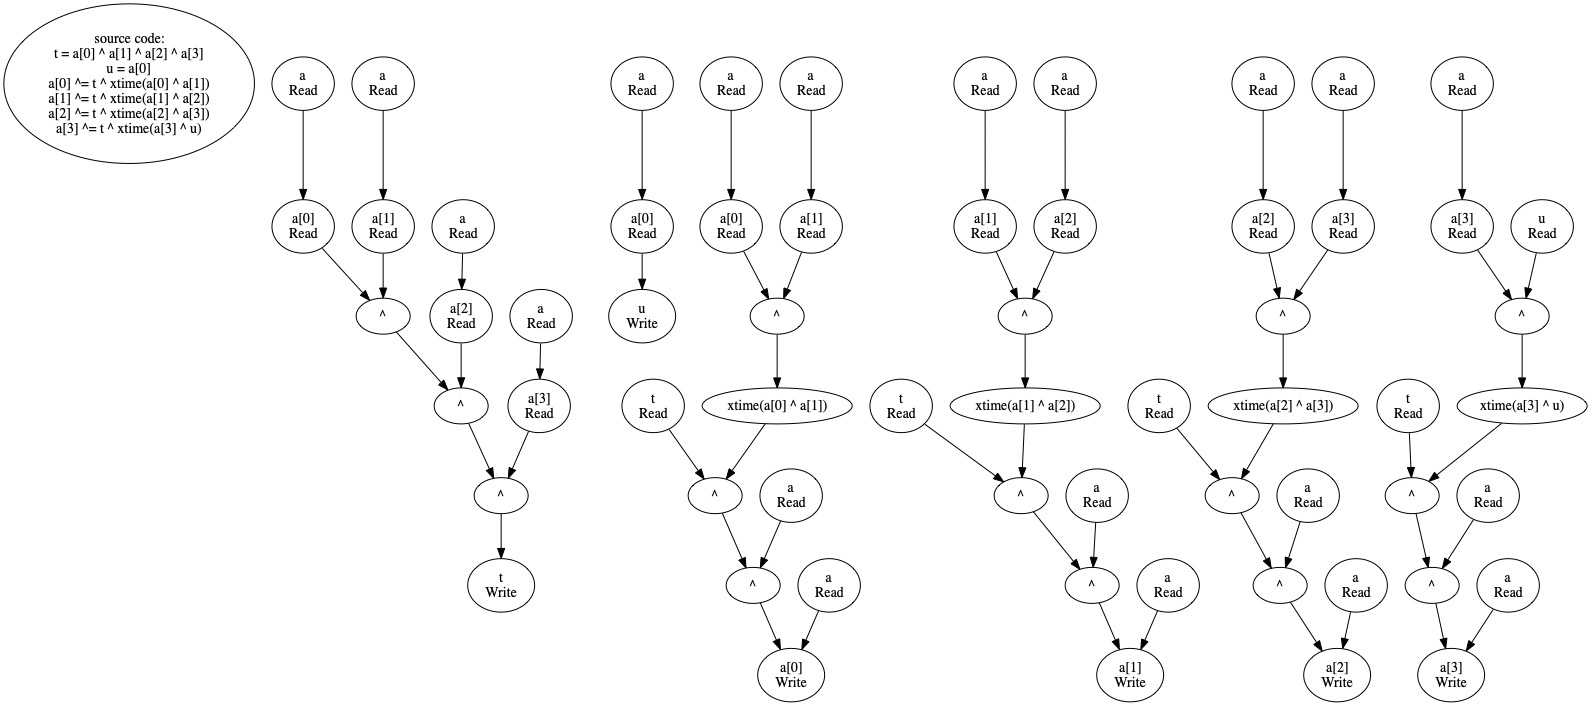 source code:
t = a[0] ^ a[1] ^ a[2] ^ a[3]
u = a[0]
a[0] ^= t ^ xtime(a[0] ^ a[1])
a[1] ^= t ^ xtime(a[1] ^ a[2])
a[2] ^= t ^ xtime(a[2] ^ a[3])
a[3] ^= t ^ xtime(a[3] ^ u)
a
Read
a
Read
a
Read
a
Read
a
Read
a
Read
a
Read
a
Read
a
Read
a
Read
a[0]
Read
a[1]
Read
a
Read
a[0]
Read
a[0]
Read
a[1]
Read
a[1]
Read
a[2]
Read
a[2]
Read
a[3]
Read
a[3]
Read
u
Read
^
a[2]
Read
a
Read
u
Write
^
^
^
^
^
a[3]
Read
t
Read
xtime(a[0] ^ a[1])
t
Read
xtime(a[1] ^ a[2])
t
Read
xtime(a[2] ^ a[3])
t
Read
xtime(a[3] ^ u)
^
^
a
Read
^
a
Read
^
a
Read
^
a
Read
t
Write
^
a
Read
^
a
Read
^
a
Read
^
a
Read
a[0]
Write
a[1]
Write
a[2]
Write
a[3]
Write